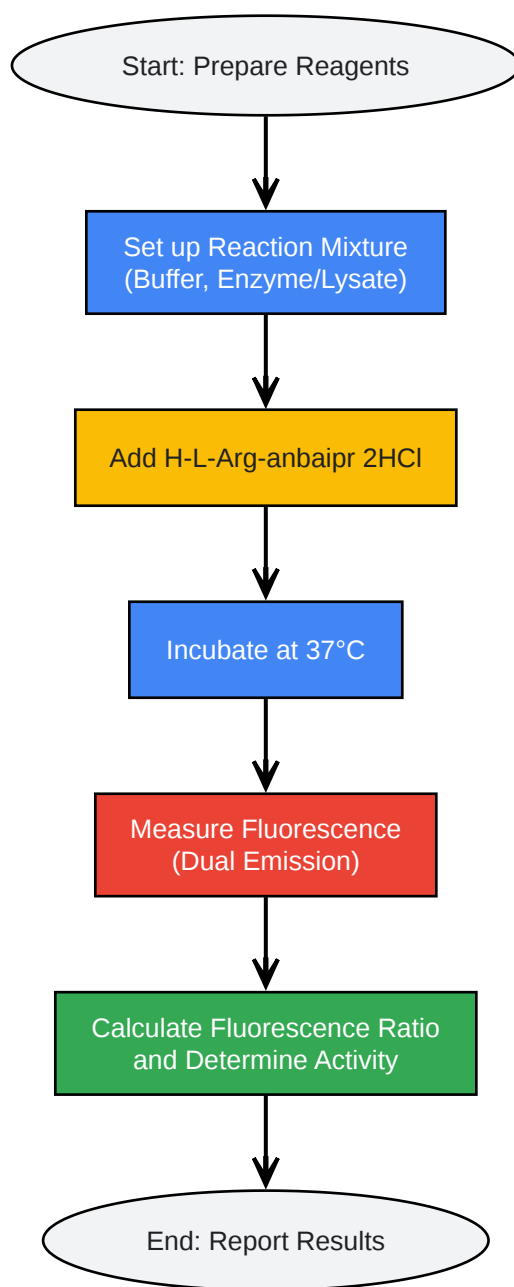 Start: Prepare Reagents
Set up Reaction Mixture
(Buffer, Enzyme/Lysate)
Add H-L-Arg-anbaipr 2HCl
Incubate at 37°C
Measure Fluorescence
(Dual Emission)
Calculate Fluorescence Ratio
and Determine Activity
End: Report Results